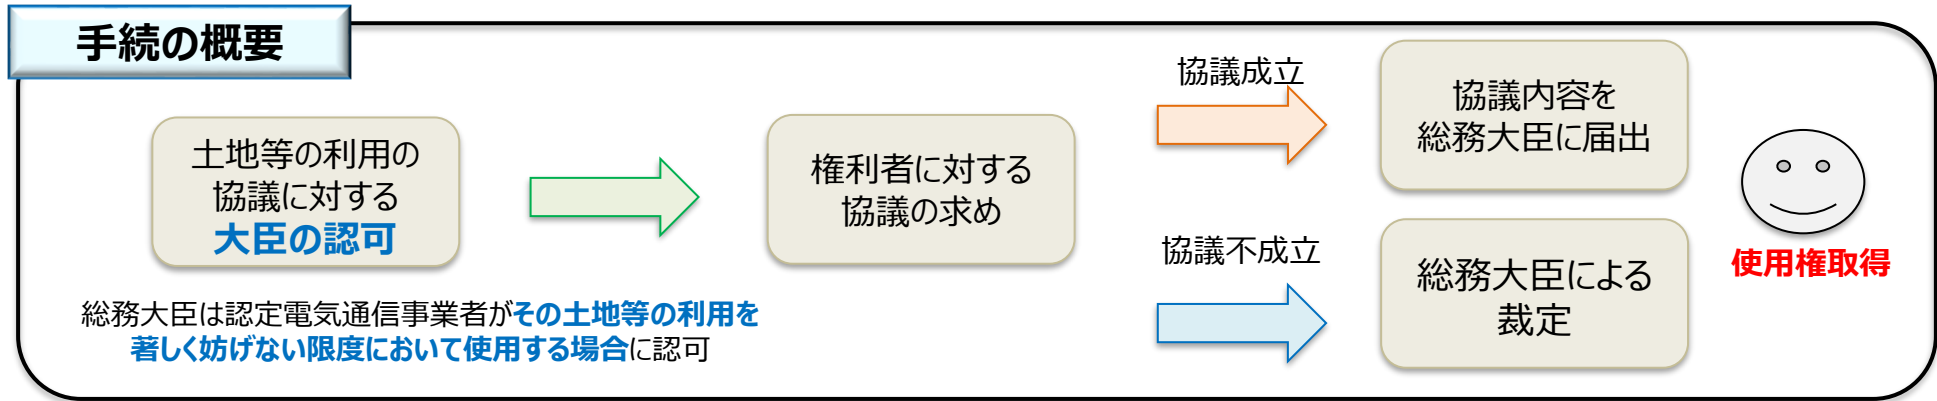 手続の概要
土地等の利用の
協議に対する
大臣の認可
総務大臣は認定電気通信事業者がその土地等の利用を
著しく妨げない限度において使用する場合に認可
権利者に対する
協議の求め
協議成立
協議内容を
総務大臣に届出
協議不成立
総務大臣による
裁定
使用権取得